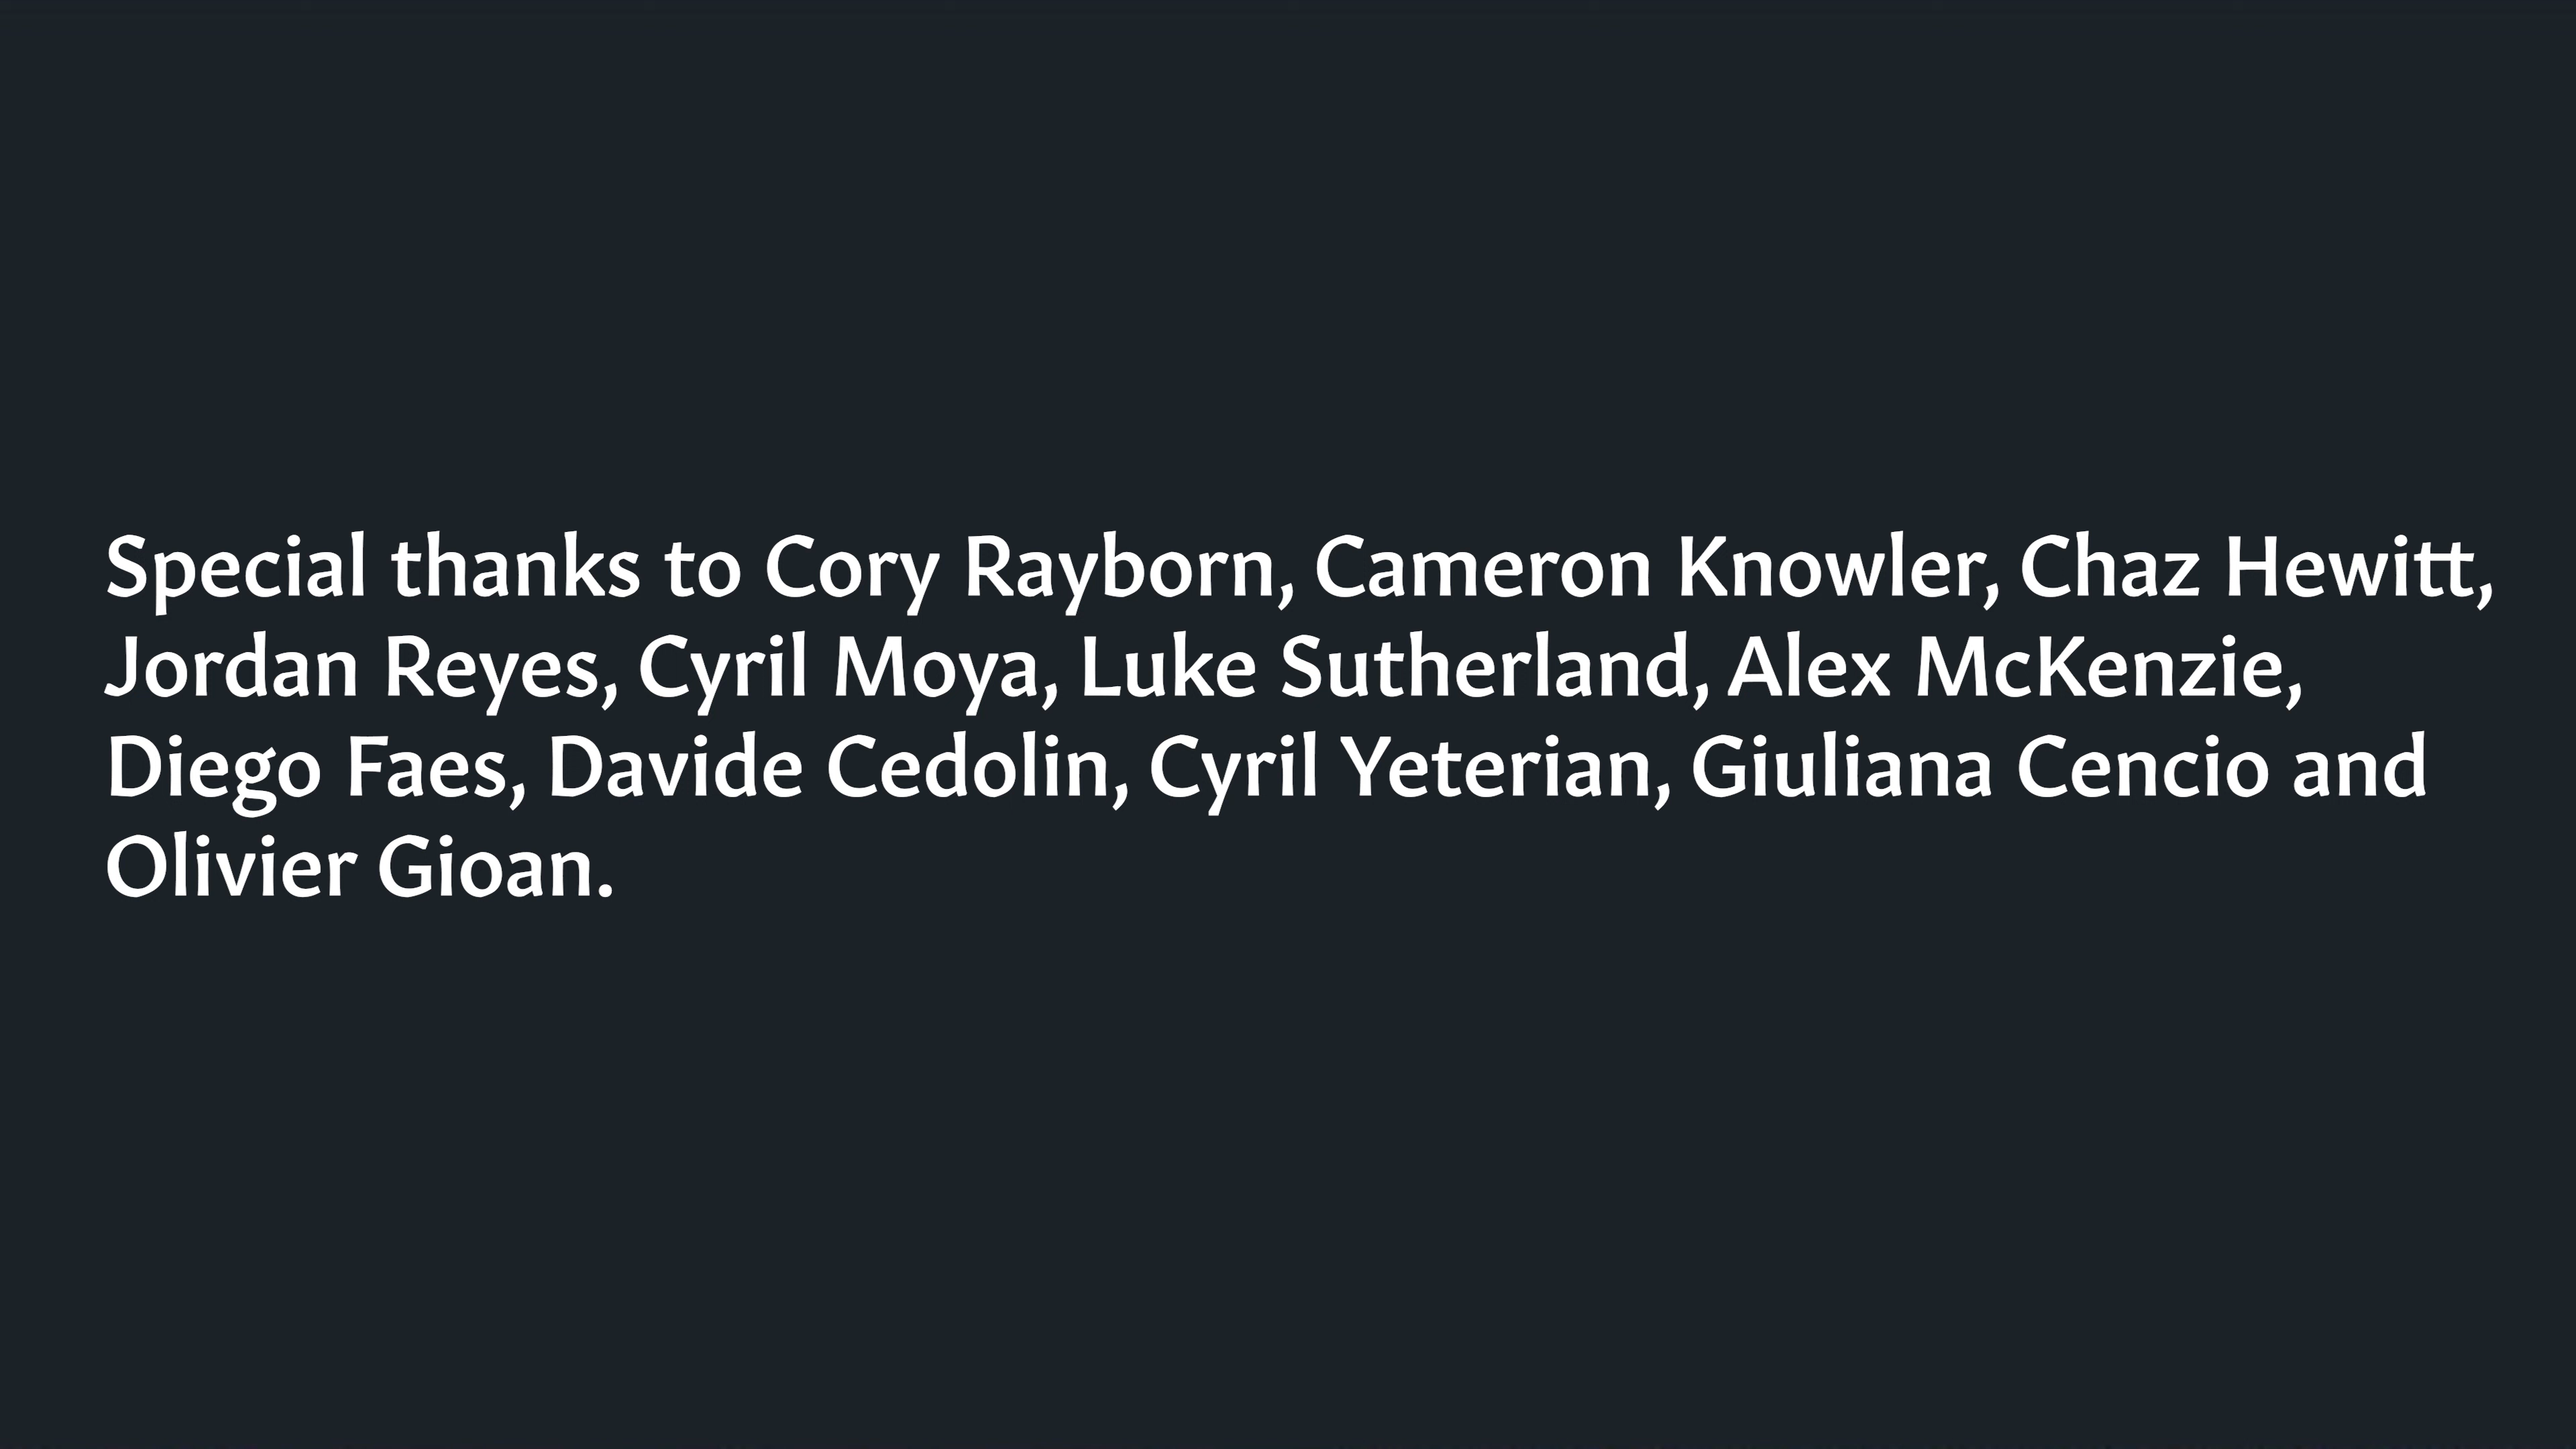 Special thanks to Cory Rayborn, Cameron Knowler, Chaz Hewitt,
Jordan Reyes, Cyril Moya, Luke Sutherland, Alex McKenzie,
Diego Faes, Davide Cedolin, Cyril Yeterian, Giuliana Cencio and
Olivier Gioan.